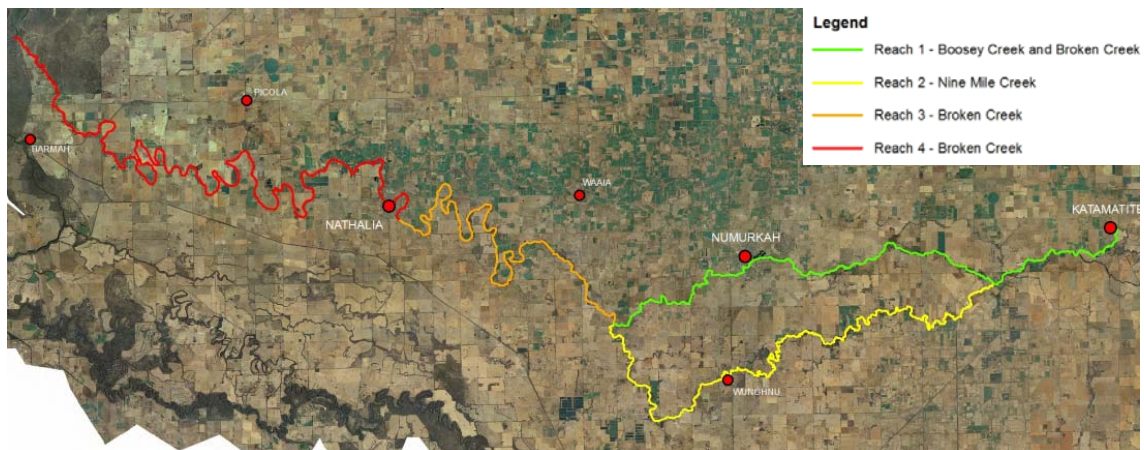 Legend
Reach 1 - Boosey Creek and Broken Creek
Reach 2 - Nine Mile Creek
Reach 3 - Broken Creek
Reach 4 - Broken Creek
PICOLA
BARMAH
WAAIA
NATHALIA
KATAMATITE
NUMURKAH
WUNGHNU